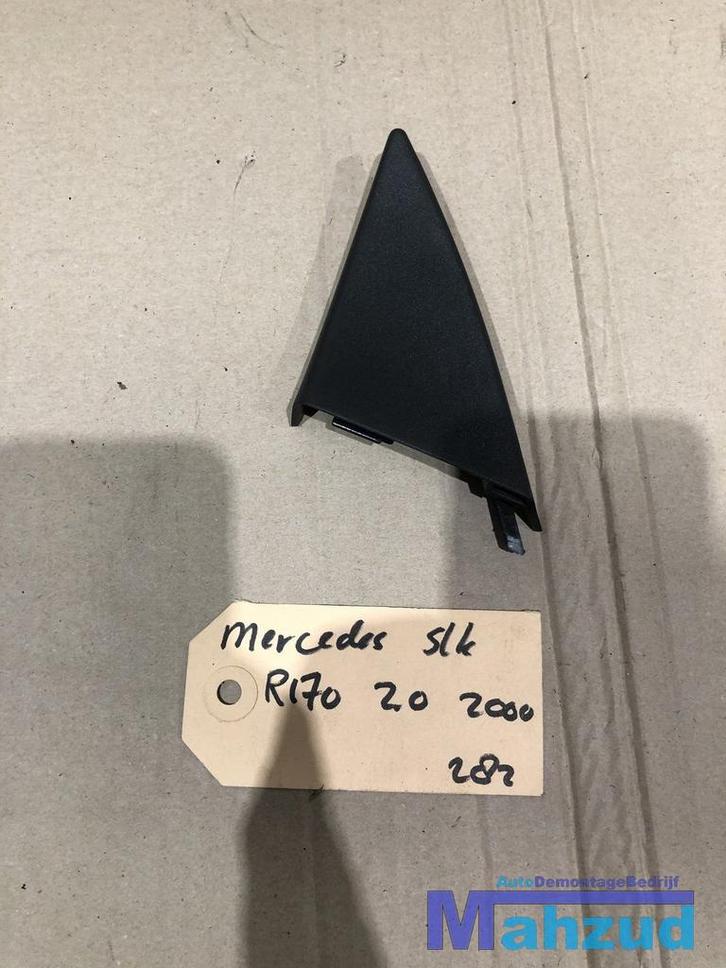 Mercedes slk
R170 2.0 2000
282
AutoDemontageBedrijf
Mahzud